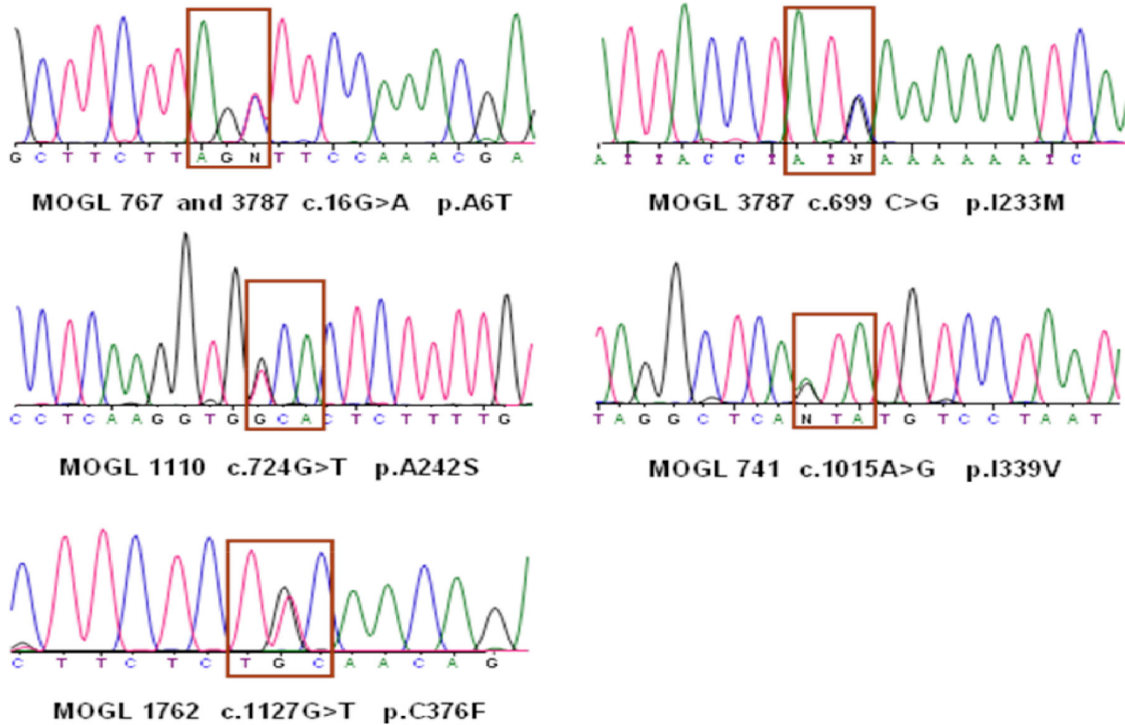 G C T T C T T A G N T T C C A A A C G A
MOGL 767 and 3787 c.16G>A p.A6T
A T T A C C T A T N A A A A A A T C
MOGL 3787 c.699 C>G p.I233M
C C T C A A G G T G G C A C T C T T T T G
MOGL 1110 c.724G>T p.A242S
T A G G C T C A N T A T G T C C T A A T
MOGL 741 c.1015A>G p.I339V
C T T C T C T G C A A C A G
MOGL 1762 c.1127G>T p.C376F